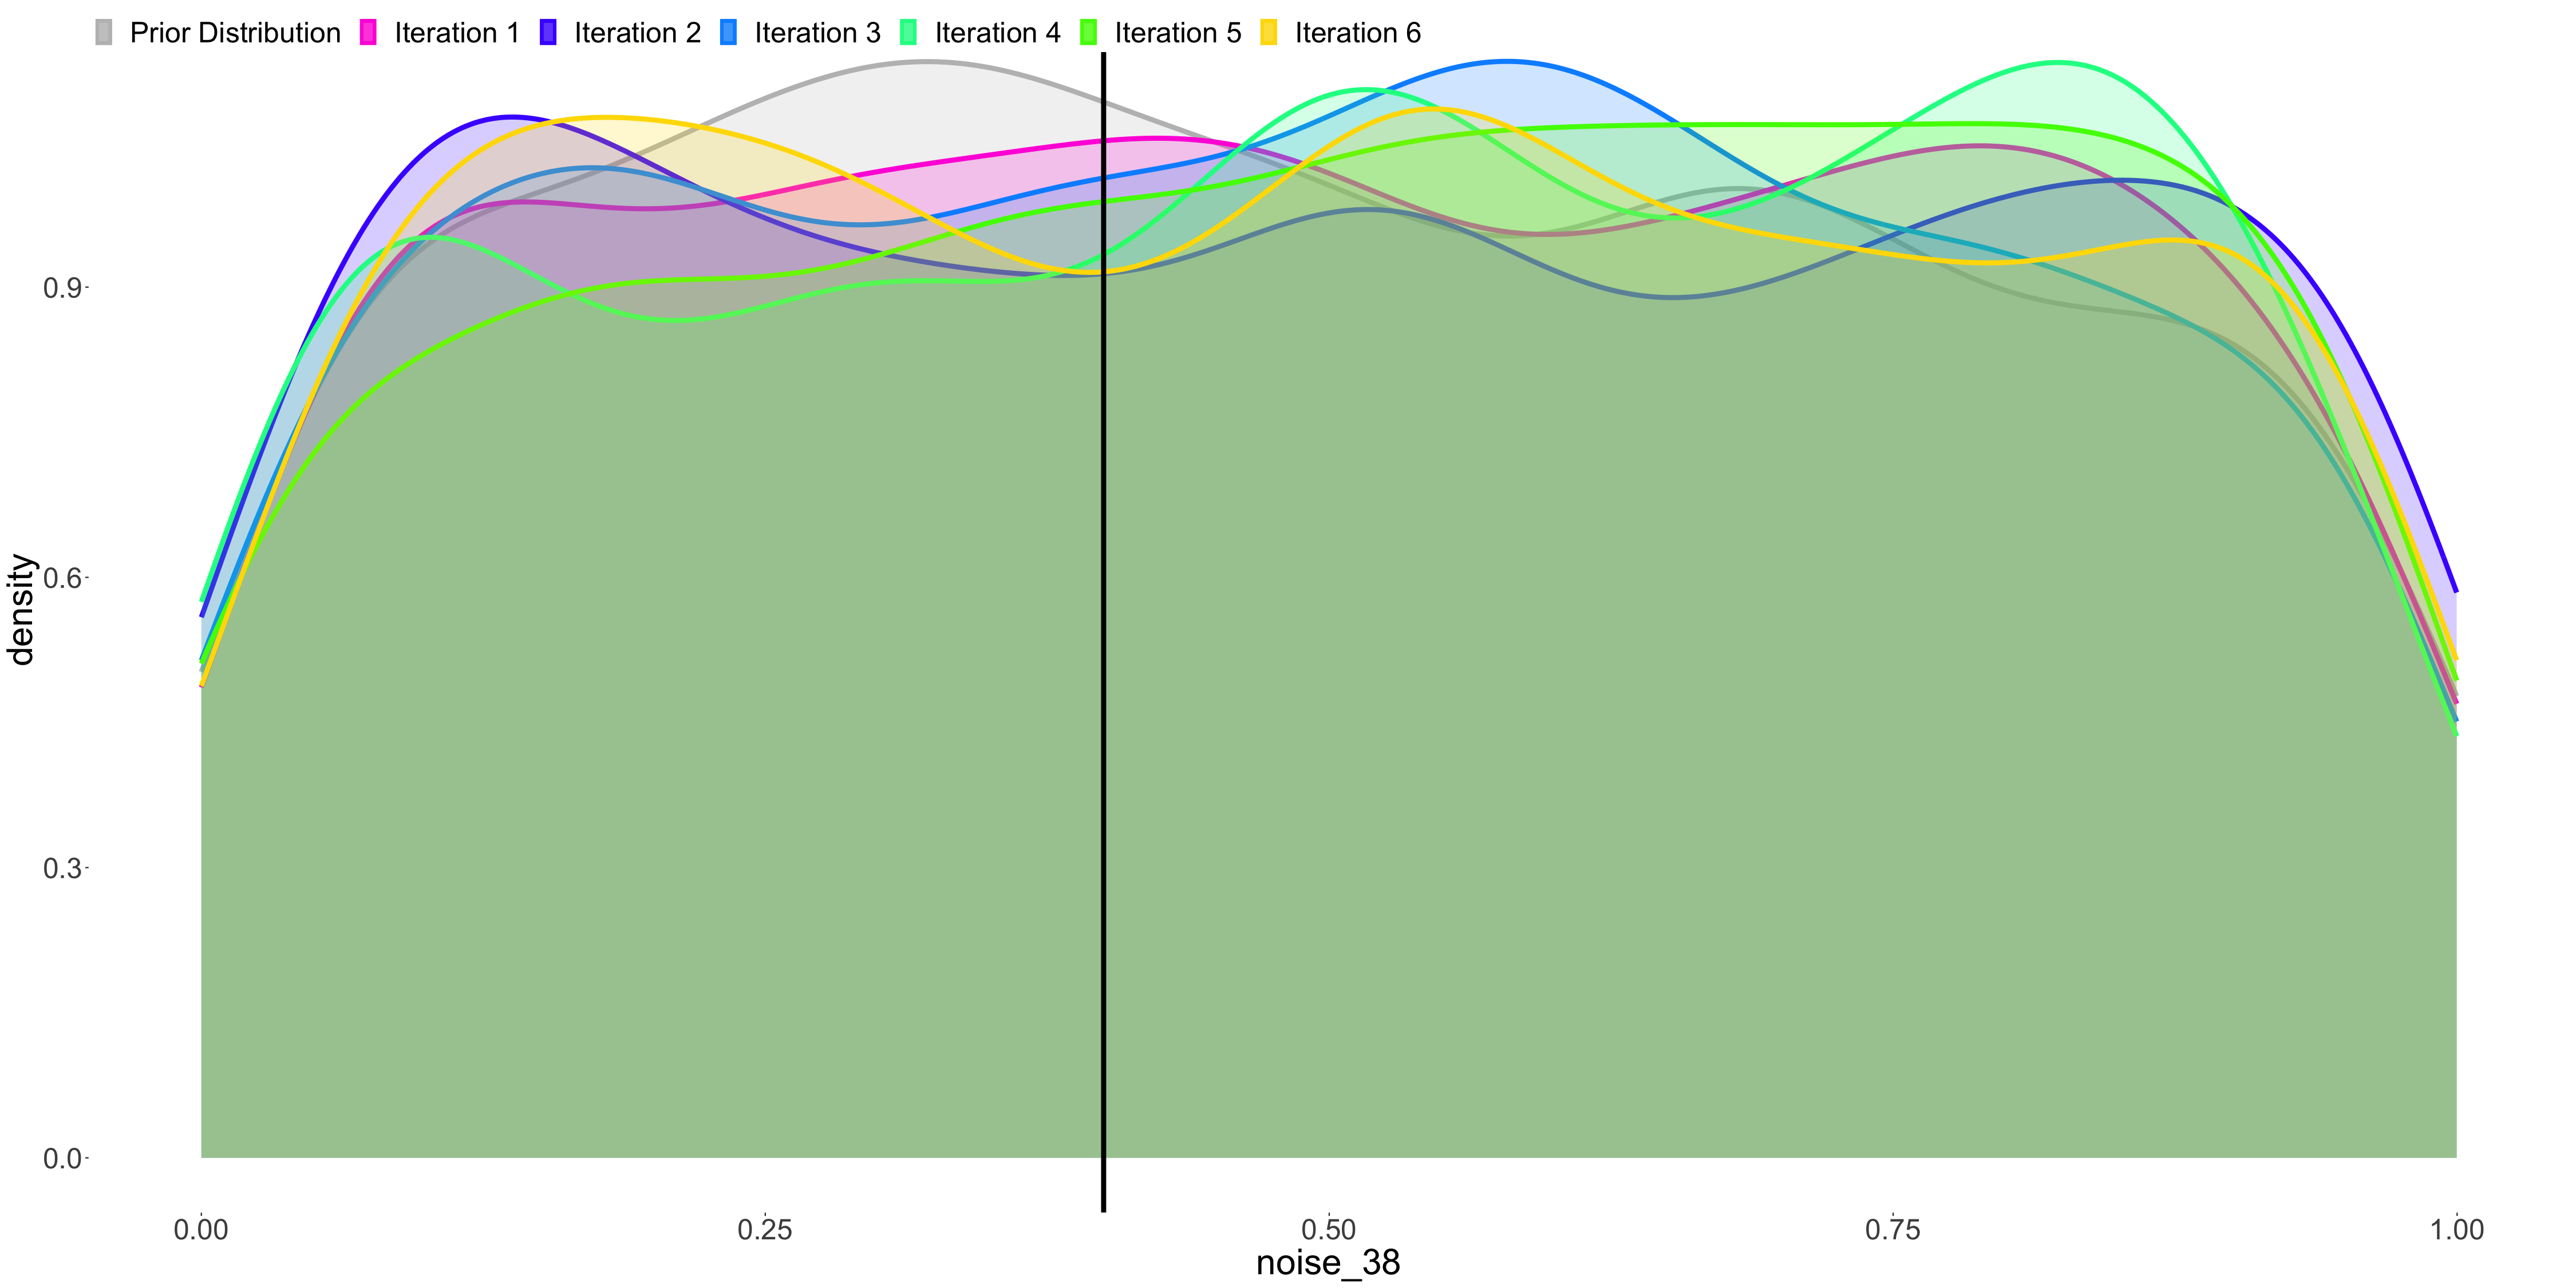 Prior Distribution Iteration 1 Iteration 2 Iteration 3 Iteration 4 Iteration 5 Iteration 6
density
0.9
0.6
0.3
0.0
0.00 0.25 0.50 0.75 1.00
noise_38